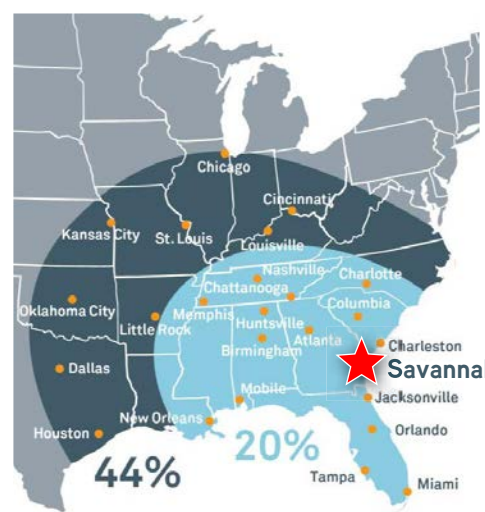 Chicago
Cincinnati
Kansas City
St. Louis
Louisville
Nashville
Charlotte
Chattanooga
Columbia
Oklahoma City
Memphis
Little Rock
Huntsville
Atlanta
Charleston
Birmingham
Savanna
Dallas
Mobile
Jacksonville
New Orleans
Houston
Orlando
20%
44%
Tampa
Miami